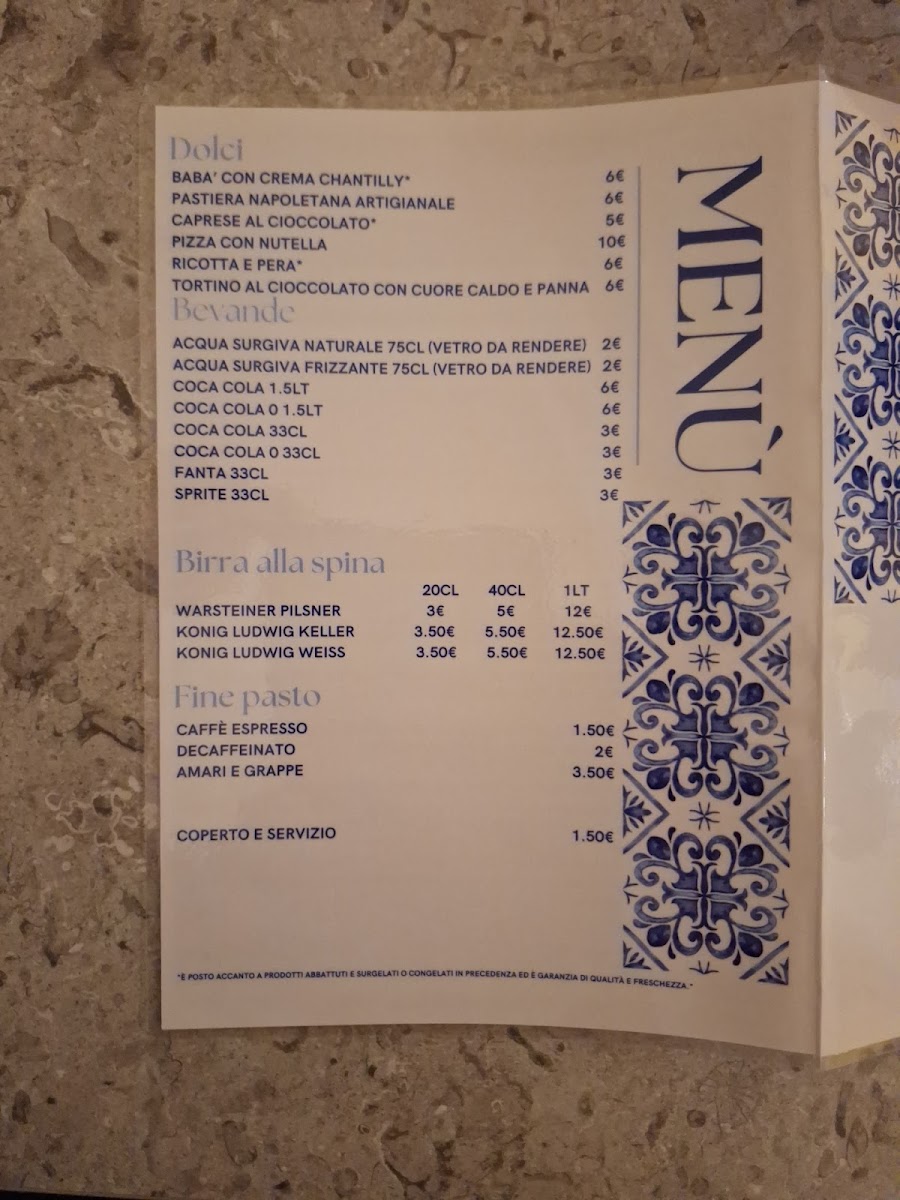 Dolci
BABA' CON CREMA CHANTILLY* 6€
PASTIERA NAPOLETANA ARTIGIANALE 6€
CAPRESE AL CIOCCOLATO* 5€
PIZZA CON NUTELLA 10€
RICOTTA E PERA* 6€
TORTINO AL CIOCCOLATO CON CUORE CALDO E PANNA 6€
Bevande
ACQUA SURGIVA NATURALE 75CL (VETRO DA RENDERE) 2€
ACQUA SURGIVA FRIZZANTE 75CL (VETRO DA RENDERE) 2€
COCA COLA 1.5LT 6€
COCA COLA 0 1.5LT 6€
COCA COLA 33CL 3€
COCA COLA 0 33CL 3€
FANTA 33CL 3€
SPRITE 33CL 3€
Birra alla spina
20CL 40CL 1LT
WARSTEINER PILSNER 3€ 5€ 12€
KONIG LUDWIG KELLER 3.50€ 5.50€ 12.50€
KONIG LUDWIG WEISS 3.50€ 5.50€ 12.50€
Fine pasto
CAFFÈ ESPRESSO 1.50€
DECAFFEINATO 2€
AMARI E GRAPPE 3.50€
COPERTO E SERVIZIO 1.50€
*È POSTO ACCANTO A PRODOTTI ABBATTUTI E SURGELATI O CONGELATI IN PRECEDENZA ED È GARANZIA DI QUALITÀ E FRESCHEZZA.*
MENÙ